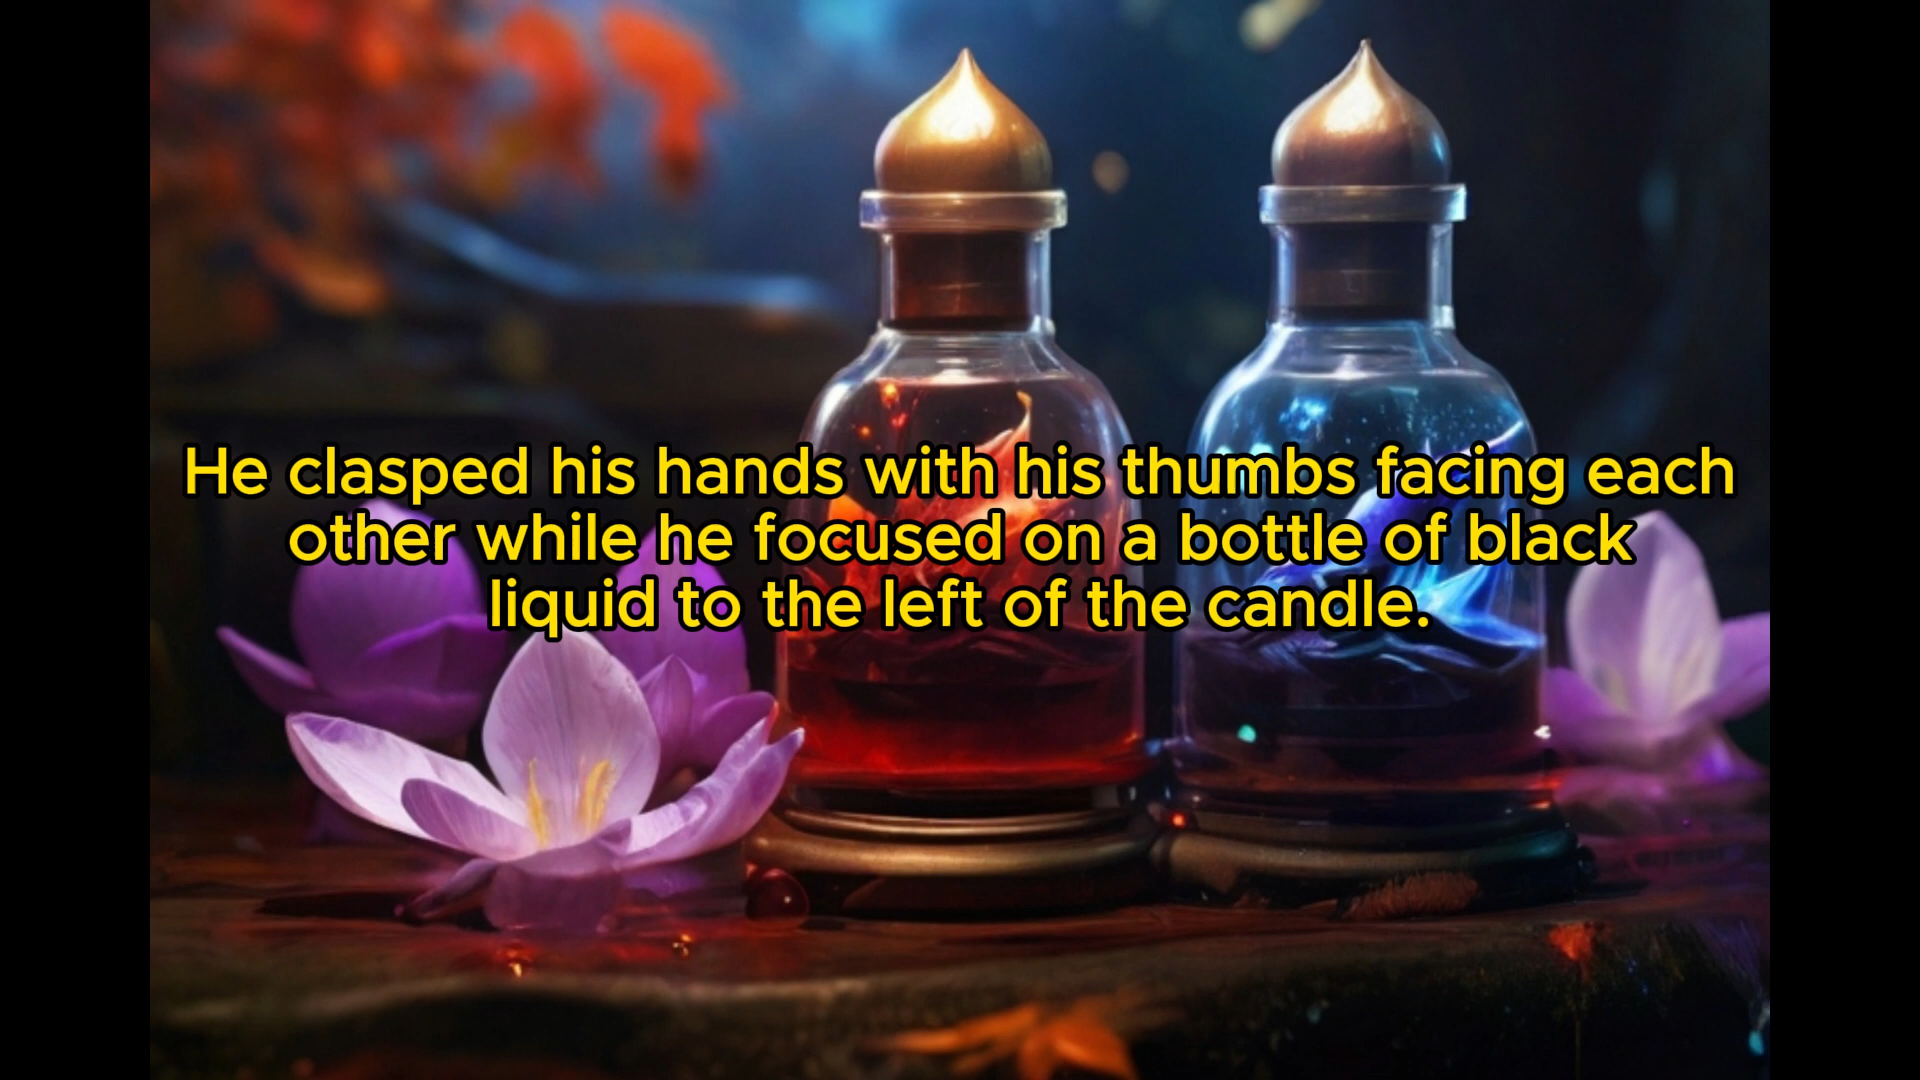 He clasped his hands with his thumbs facing each
other while he focused on a bottle of black
liquid to the left of the candle.